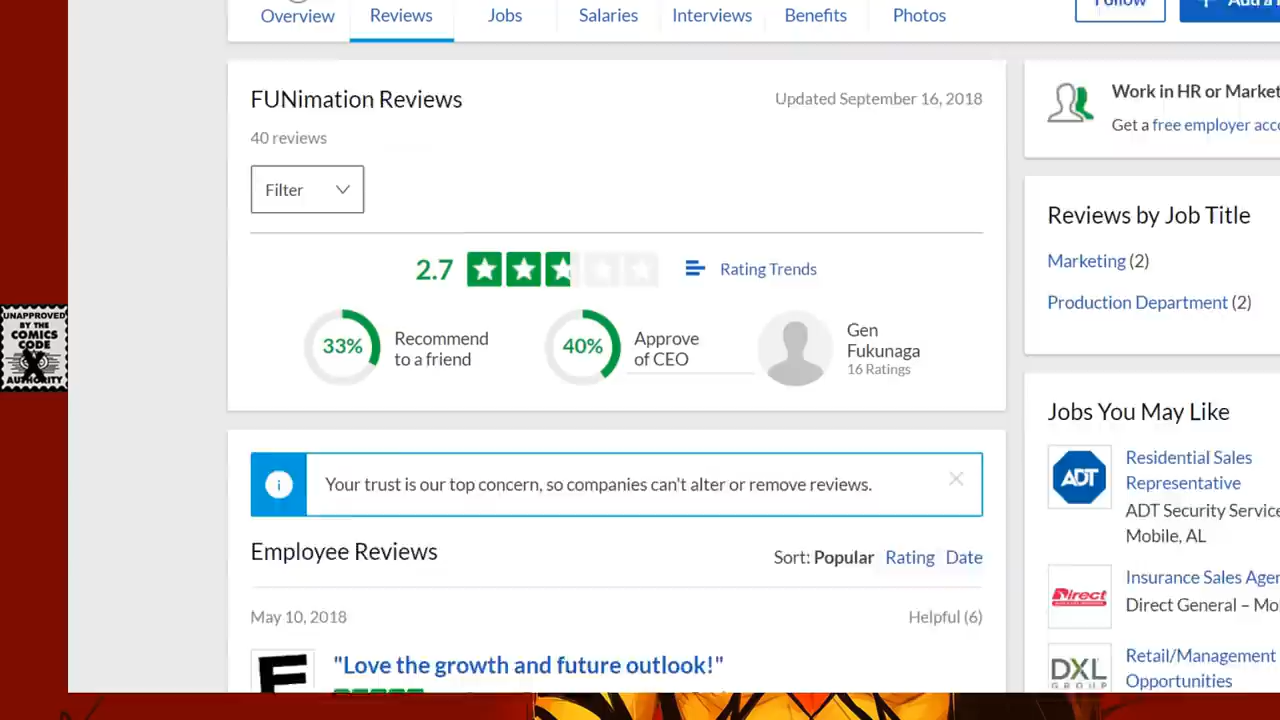 Overview Reviews Jobs Salaries Interviews Benefits Photos Follow
FUNimation Reviews
Updated September 16, 2018
40 reviews
Filter
2.7
Rating Trends
33%
Recommend
to a friend
40%
Approve
of CEO
Gen
Fukunaga
16 Ratings
Your trust is our top concern, so companies can't alter or remove reviews.
Employee Reviews
Sort: Popular Rating Date
May 10, 2018
Helpful (6)
"Love the growth and future outlook!"
Work in HR or Market
Get a free employer acc
Reviews by Job Title
Marketing (2)
Production Department (2)
Jobs You May Like
ADT
Residential Sales
Representative
ADT Security Service
Mobile, AL
Direct
Insurance Sales Agen
Direct General – Mo
DXL
GROUP
Retail/Management
Opportunities
UNAPPROVED
BY THE
COMICS
CODE
AUTHORITY